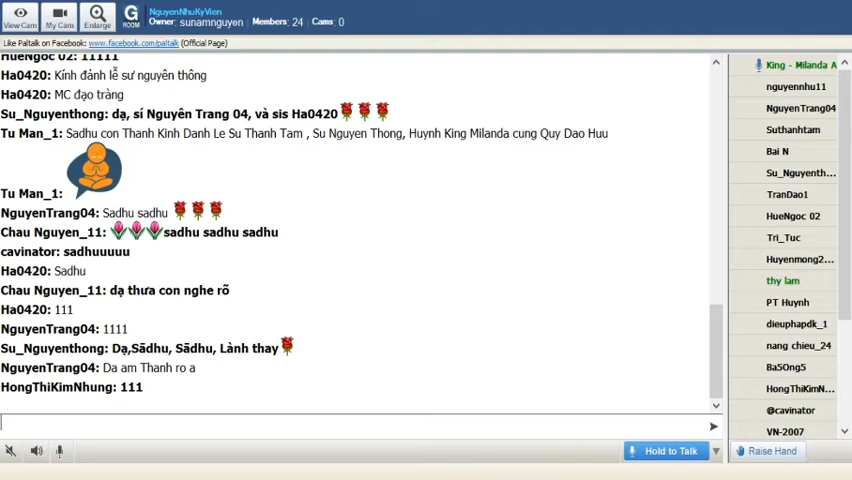 View Cam
My Cam
Enlarge
G
ROOM
NguyenNhuKyVien
Owner: sunamnguyen Members: 24 Cams: 0
Like Paltalk on Facebook: www.facebook.com/paltalk (Official Page)
HueNgoc 02: 11111
Ha0420: Kính đảnh lễ sư nguyên thông
Ha0420: MC đạo tràng
Su_Nguyenthong: dạ, sí Nguyên Trang 04, và sis Ha0420
Tu Man_1: Sadhu con Thanh Kinh Danh Le Su Thanh Tam , Su Nguyen Thong, Huynh King Milanda cung Quy Dao Huu
Tu Man_1:
NguyenTrang04: Sadhu sadhu
Chau Nguyen_11: sadhu sadhu sadhu
cavinator: sadhuuuuu
Ha0420: Sadhu
Chau Nguyen_11: dạ thưa con nghe rõ
Ha0420: 111
NguyenTrang04: 1111
Su_Nguyenthong: Dạ,Sādhu, Sādhu, Lành thay
NguyenTrang04: Da am Thanh ro a
HongThiKimNhung: 111
Hold to Talk
King - Milanda A
nguyennhu11
NguyenTrang04
Suthanhtam
Bai N
Su_Nguyenth...
TranDao1
HueNgoc 02
Tri_Tuc
Huyenmong2...
thy lam
PT Huynh
dieuphapdk_1
nang chieu_24
Ba5Ong5
HongThiKimN...
@cavinator
VN-2007
Raise Hand